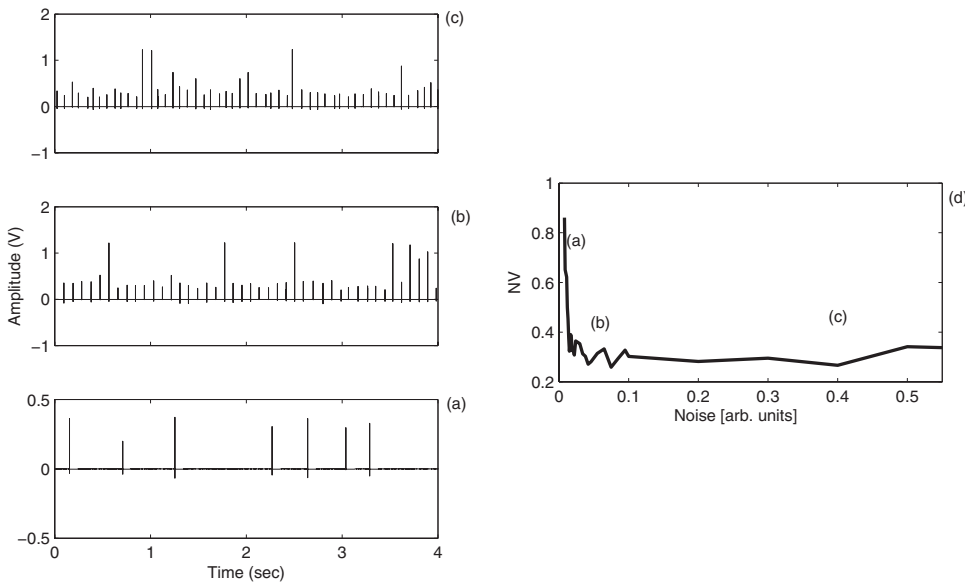 (c)
2
1
0
−1
(b)
2
1
0
−1
Amplitude (V)
(a)
0.5
0
−0.5
0 1 2 3 4
Time (sec)
(d)
1
0.8
0.6
0.4
0.2
NV
(a)
(b)
(c)
0 0.1 0.2 0.3 0.4 0.5
Noise [arb. units]